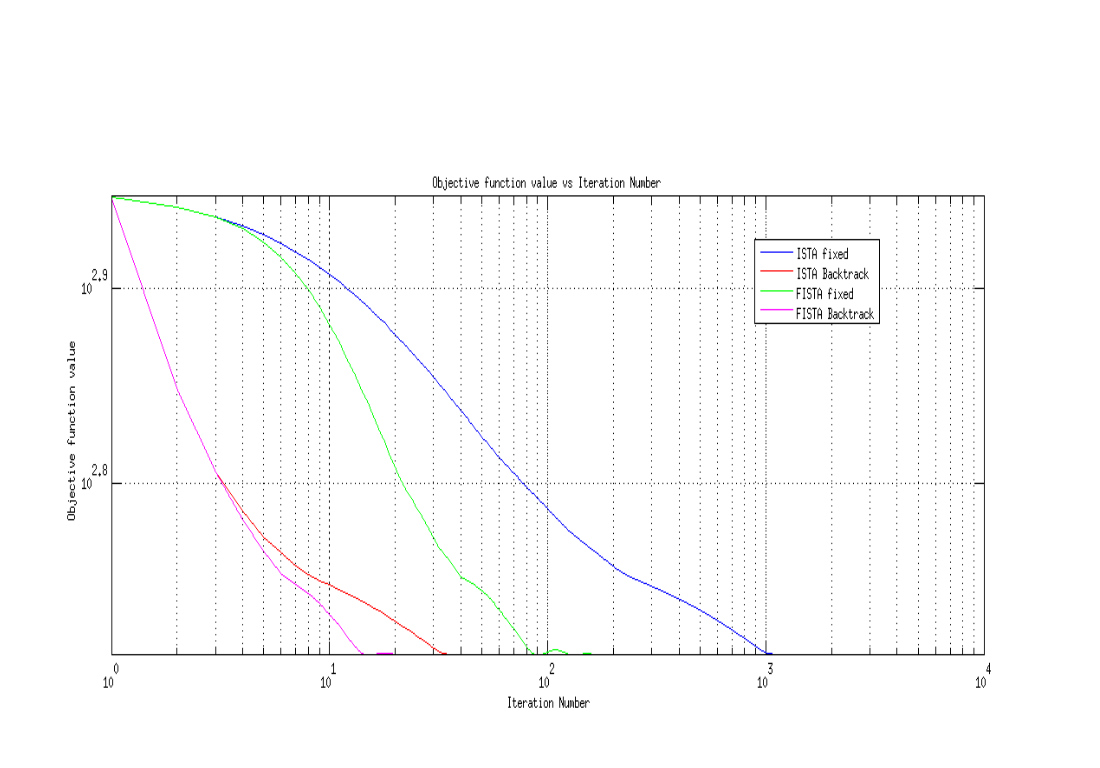 Objective function value vs Iteration Number
ISTA fixed
ISTA Backtrack
FISTA fixed
FISTA Backtrack
10^2.9
10^2.8
Objective function value
10^0
10^1
10^2
10^3
10^4
Iteration Number